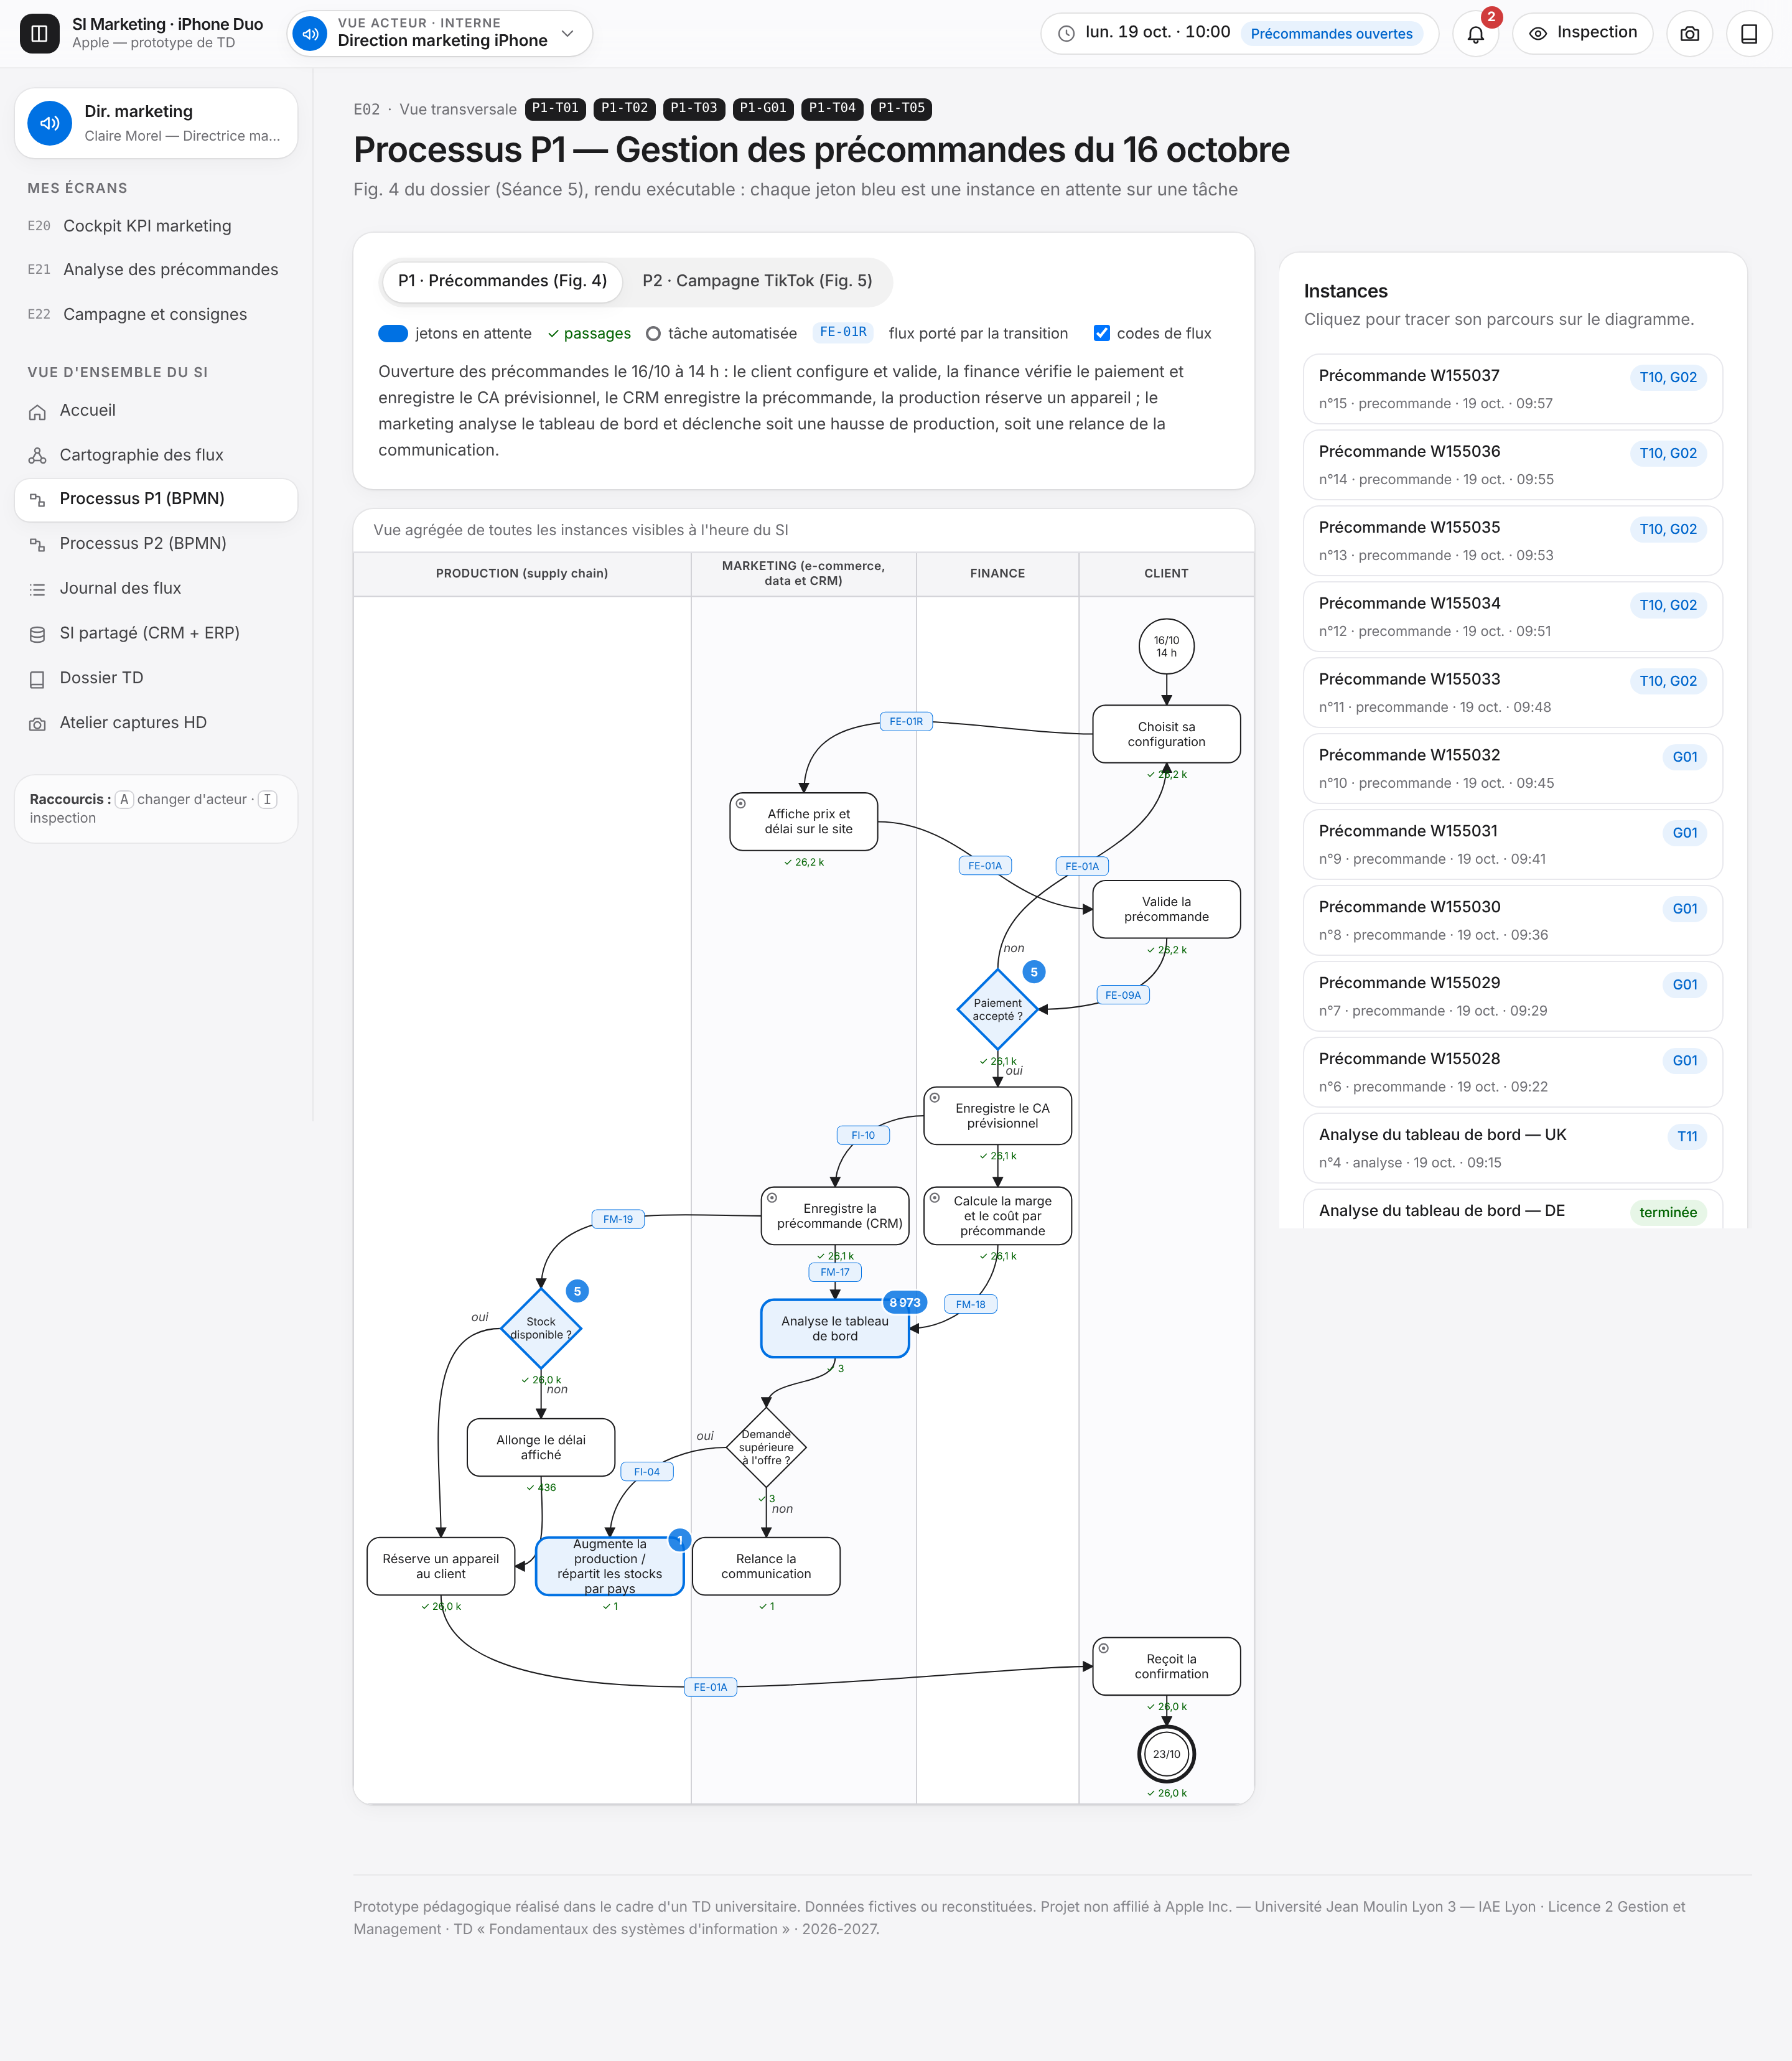 SI Marketing · iPhone Duo
Apple — prototype de TD
VUE ACTEUR · INTERNE
Direction marketing iPhone
lun. 19 oct. · 10:00
Précommandes ouvertes
2
Inspection
Dir. marketing
Claire Morel — Directrice ma...
MES ÉCRANS
E20 Cockpit KPI marketing
E21 Analyse des précommandes
E22 Campagne et consignes
VUE D'ENSEMBLE DU SI
Accueil
Cartographie des flux
Processus P1 (BPMN)
Processus P2 (BPMN)
Journal des flux
SI partagé (CRM + ERP)
Dossier TD
Atelier captures HD
Raccourcis : A changer d'acteur · I
inspection
E02 · Vue transversale P1-T01 P1-T02 P1-T03 P1-G01 P1-T04 P1-T05
Processus P1 — Gestion des précommandes du 16 octobre
Fig. 4 du dossier (Séance 5), rendu exécutable : chaque jeton bleu est une instance en attente sur une tâche
P1 · Précommandes (Fig. 4)
P2 · Campagne TikTok (Fig. 5)
jetons en attente ✓ passages tâche automatisée FE-01R flux porté par la transition codes de flux
Ouverture des précommandes le 16/10 à 14 h : le client configure et valide, la finance vérifie le paiement et
enregistre le CA prévisionnel, le CRM enregistre la précommande, la production réserve un appareil ; le
marketing analyse le tableau de bord et déclenche soit une hausse de production, soit une relance de la
communication.
Vue agrégée de toutes les instances visibles à l'heure du SI
PRODUCTION (supply chain)
MARKETING (e-commerce,
data et CRM)
FINANCE
CLIENT
16/10
14 h
FE-01R
Choisit sa
configuration
✓ 26,2 k
Affiche prix et
délai sur le site
✓ 26,2 k
FE-01A
FE-01A
Valide la
précommande
✓ 26,2 k
non
5
Paiement
accepté ?
FE-09A
✓ 26,1 k
oui
Enregistre le CA
prévisionnel
✓ 26,1 k
FI-10
Enregistre la
précommande (CRM)
✓ 26,1 k
Calcule la marge
et le coût par
précommande
✓ 26,1 k
FM-19
FM-17
FM-18
8 973
Analyse le tableau
de bord
✓ 3
5
oui
Stock
disponible ?
✓ 26,0 k
non
Allonge le délai
affiché
✓ 436
oui
Demande
supérieure
à l'offre ?
✓ 3
non
FI-04
Réserve un appareil
au client
✓ 26,0 k
1
Augmente la
production /
répartit les stocks
par pays
✓ 1
Relance la
communication
✓ 1
FE-01A
Reçoit la
confirmation
✓ 26,0 k
23/10
✓ 26,0 k
Instances
Cliquez pour tracer son parcours sur le diagramme.
Précommande W155037 T10, G02
n°15 · precommande · 19 oct. · 09:57
Précommande W155036 T10, G02
n°14 · precommande · 19 oct. · 09:55
Précommande W155035 T10, G02
n°13 · precommande · 19 oct. · 09:53
Précommande W155034 T10, G02
n°12 · precommande · 19 oct. · 09:51
Précommande W155033 T10, G02
n°11 · precommande · 19 oct. · 09:48
Précommande W155032 G01
n°10 · precommande · 19 oct. · 09:45
Précommande W155031 G01
n°9 · precommande · 19 oct. · 09:41
Précommande W155030 G01
n°8 · precommande · 19 oct. · 09:36
Précommande W155029 G01
n°7 · precommande · 19 oct. · 09:29
Précommande W155028 G01
n°6 · precommande · 19 oct. · 09:22
Analyse du tableau de bord — UK T11
n°4 · analyse · 19 oct. · 09:15
Analyse du tableau de bord — DE terminée
Prototype pédagogique réalisé dans le cadre d'un TD universitaire. Données fictives ou reconstituées. Projet non affilié à Apple Inc. — Université Jean Moulin Lyon 3 — IAE Lyon · Licence 2 Gestion et
Management · TD « Fondamentaux des systèmes d'information » · 2026-2027.